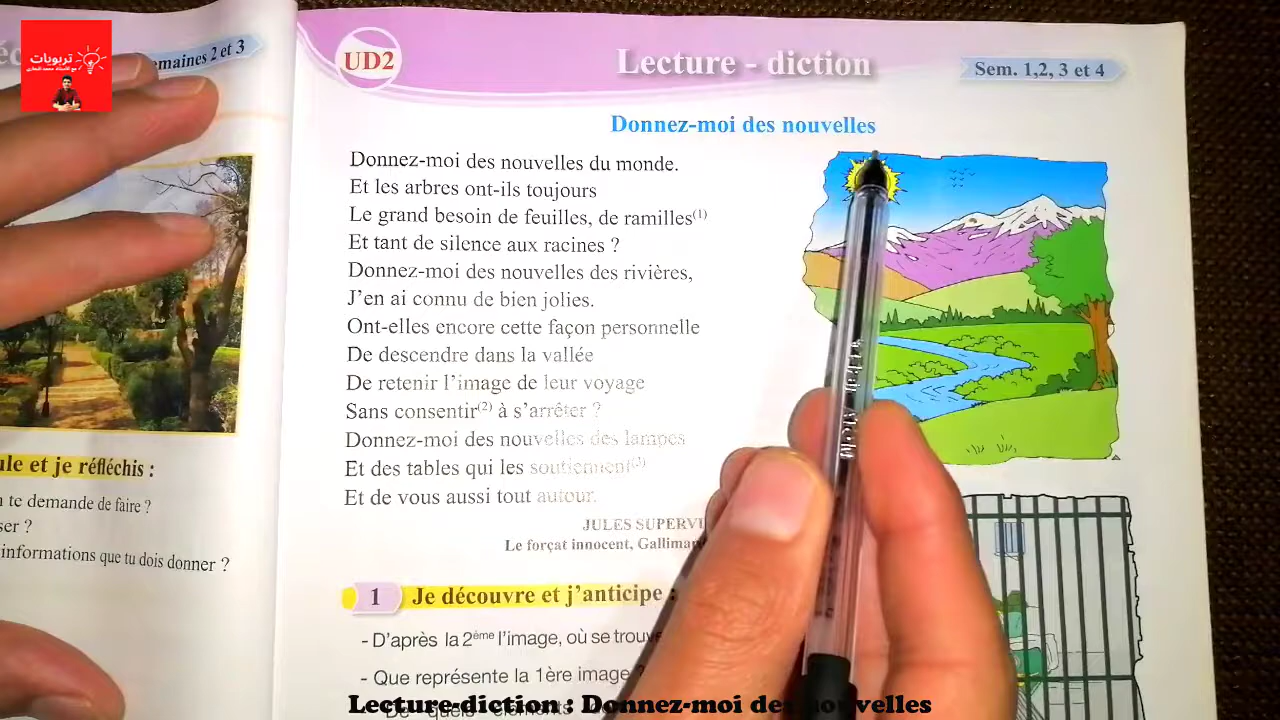 تربويات
maines 2 et 3
UD2
Lecture - diction
Sem. 1,2, 3 et 4
Donnez-moi des nouvelles
Donnez-moi des nouvelles du monde.
Et les arbres ont-ils toujours
Le grand besoin de feuilles, de ramilles(1)
Et tant de silence aux racines ?
Donnez-moi des nouvelles des rivières,
J'en ai connu de bien jolies.
Ont-elles encore cette façon personnelle
De descendre dans la vallée
De retenir l'image de leur voyage
Sans consentir(2) à s'arrêter ?
Donnez-moi des nouvelles des lampes
Et des tables qui les soutiennent(3)
Et de vous aussi tout autour.
JULES SUPERVI
Le forçat innocent, Gallima
ule et je réfléchis :
n te demande de faire ?
ser ?
informations que tu dois donner ?
1 Je découvre et j'anticipe :
- D'après la 2ème l'image, où se trouve
- Que représente la 1ère image ?
Lecture-diction : Donnez-moi des nouvelles